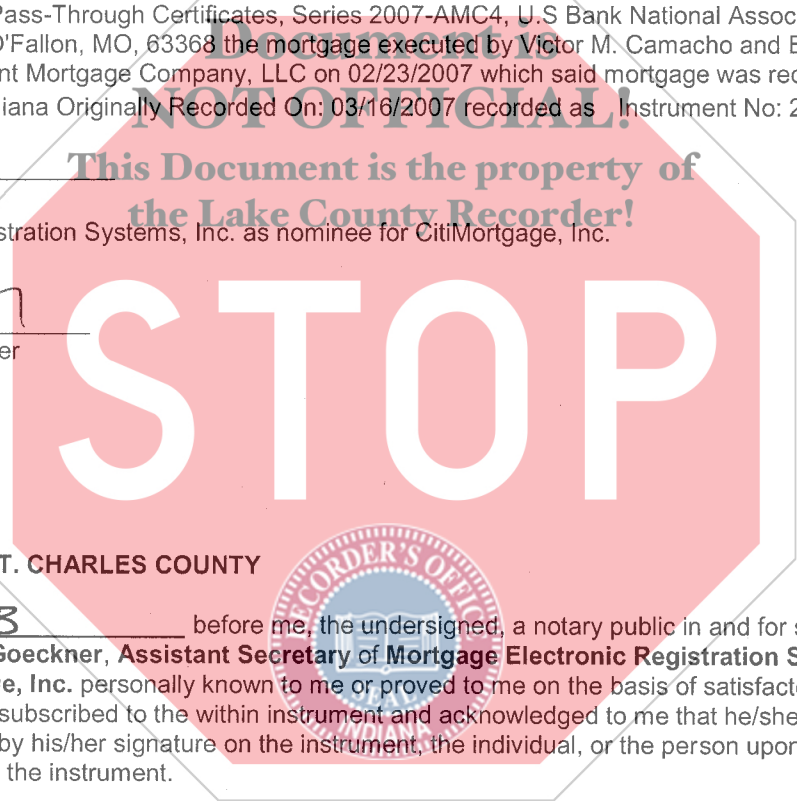 Pass-Through Certificates, Series 2007-AMC4, U.S Bank National Assoc
Document is
O'Fallon, MO, 63368 the mortgage executed by Victor M. Camacho and
nt Mortgage Company, LLC on 02/23/2007 which said mortgage was rec
NOT OFFICIAL!
iana Originally Recorded On: 03/16/2007 recorded as Instrument No: 2
This Document is the property of
the Lake County Recorder!
stration Systems, Inc. as nominee for CitiMortgage, Inc.
er
STOP
T. CHARLES COUNTY
RECORDER'S OFFICE
before me, the undersigned, a notary public in and for s
Goeckner, Assistant Secretary of Mortgage Electronic Registration S
e, Inc. personally known to me or proved to me on the basis of satisfact
SEAL
subscribed to the within instrument and acknowledged to me that he/she
INDIANA
by his/her signature on the instrument, the individual, or the person upon
the instrument.